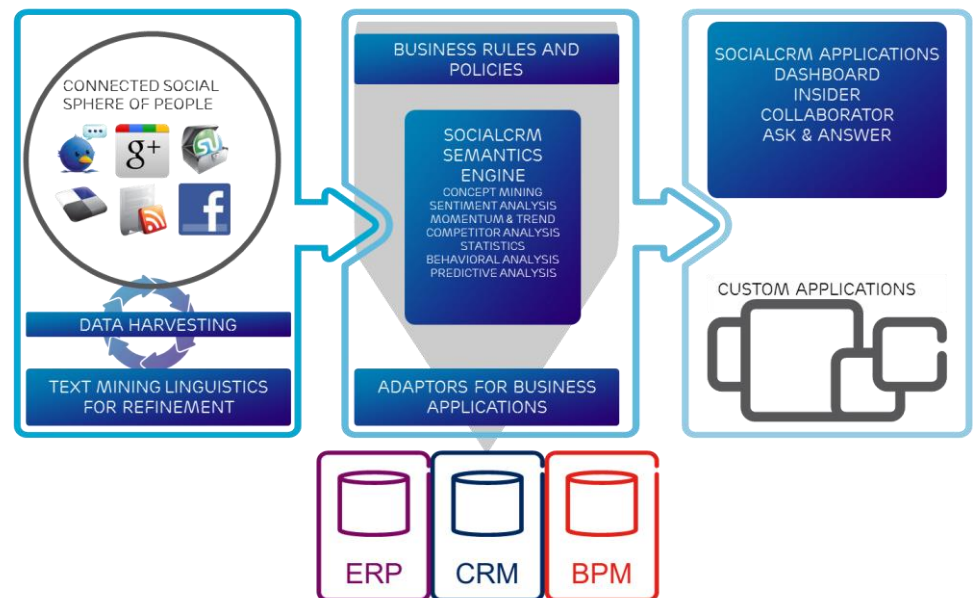 CONNECTED SOCIAL
SPHERE OF PEOPLE
g+
SU
f
DATA HARVESTING
TEXT MINING LINGUISTICS
FOR REFINEMENT
BUSINESS RULES AND
POLICIES
SOCIALCRM
SEMANTICS
ENGINE
CONCEPT MINING
SENTIMENT ANALYSIS
MOMENTUM & TREND
COMPETITOR ANALYSIS
STATISTICS
BEHAVIORAL ANALYSIS
PREDICTIVE ANALYSIS
ADAPTORS FOR BUSINESS
APPLICATIONS
SOCIALCRM APPLICATIONS
DASHBOARD
INSIDER
COLLABORATOR
ASK & ANSWER
CUSTOM APPLICATIONS
ERP
CRM
BPM